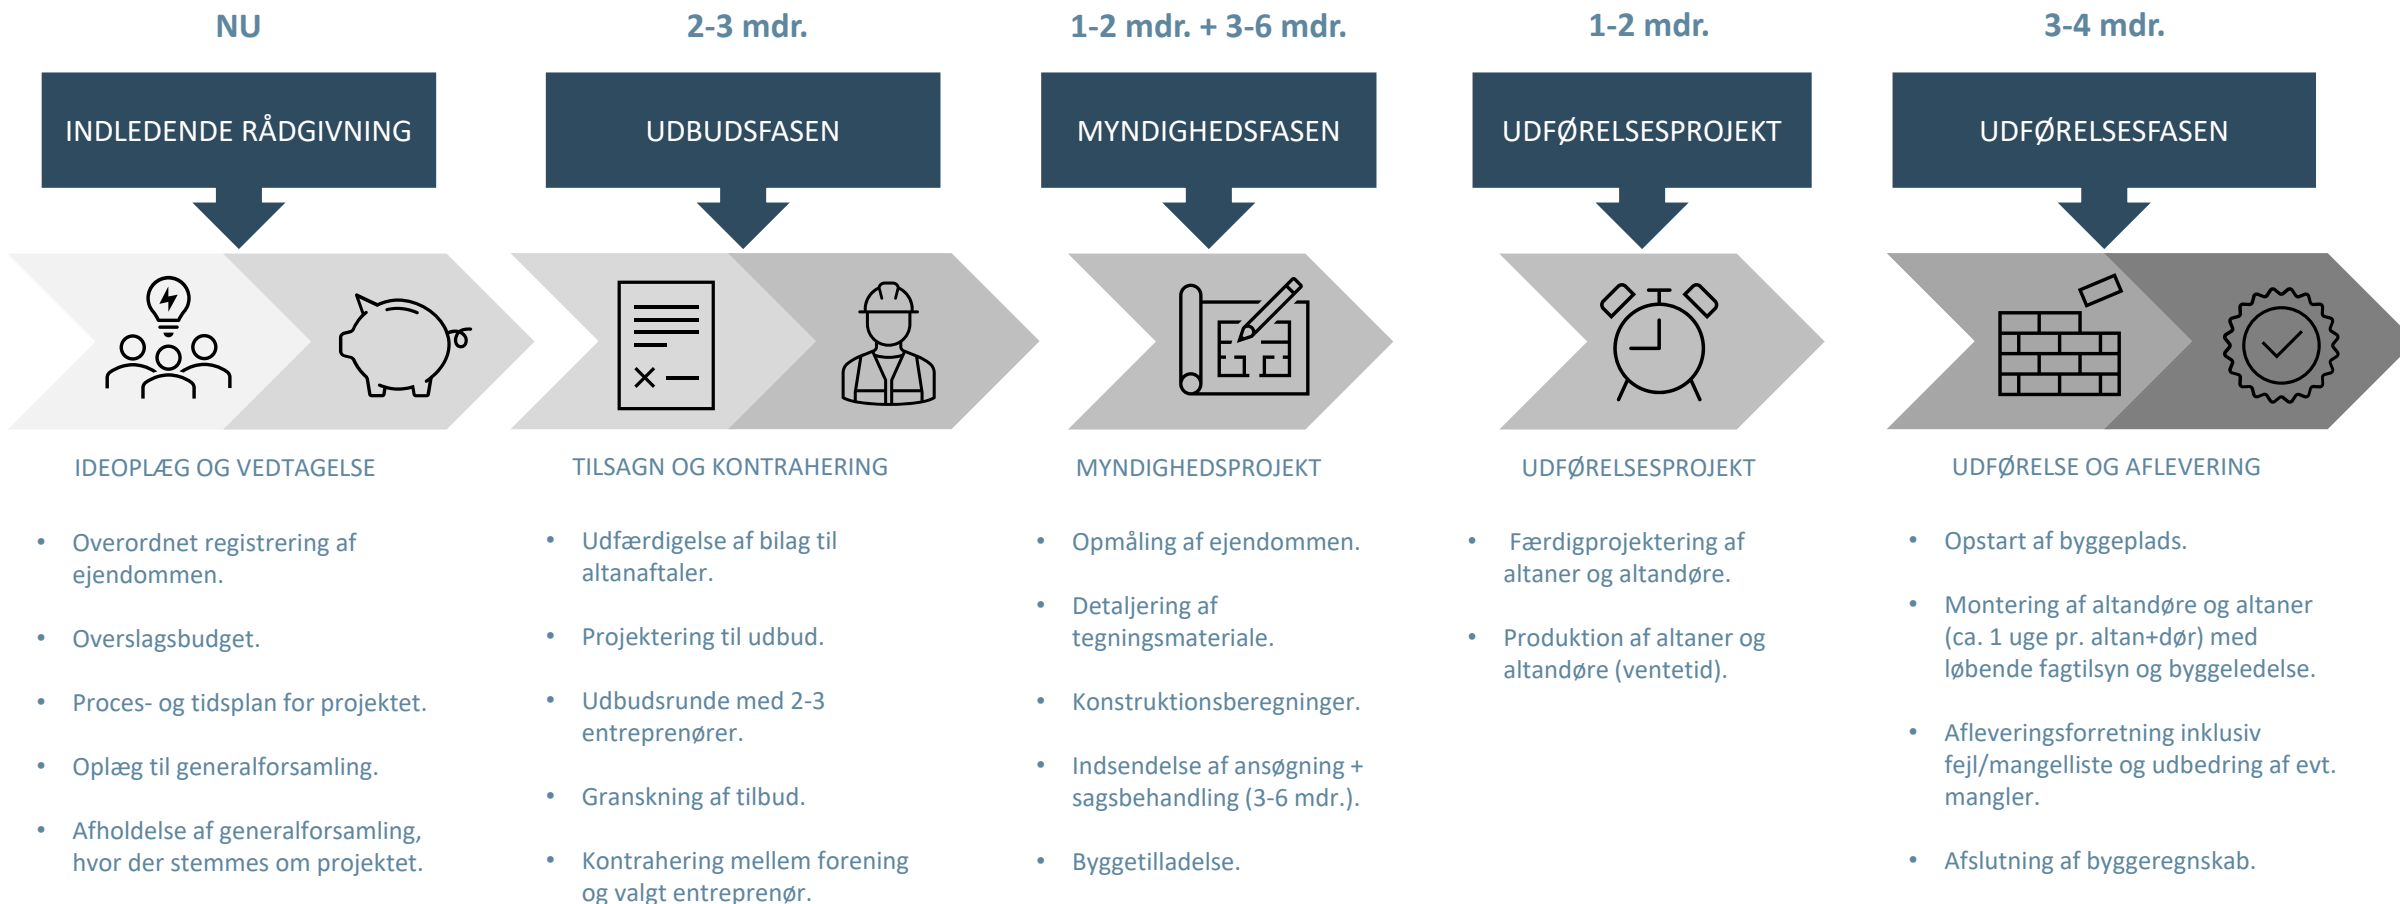 NU
INDLEDENDE RÅDGIVNING
IDEOPLÆG OG VEDTAGELSE
• Overordnet registrering af
ejendommen.
• Overslagsbudget.
• Proces- og tidsplan for projektet.
• Oplæg til generalforsamling.
• Afholdelse af generalforsamling,
hvor der stemmes om projektet.
2-3 mdr.
UDBUDSFASEN
TILSAGN OG KONTRAHERING
• Udfærdigelse af bilag til
altanaftaler.
• Projektering til udbud.
• Udbudsrunde med 2-3
entreprenører.
• Granskning af tilbud.
• Kontrahering mellem forening
og valgt entreprenør.
1-2 mdr. + 3-6 mdr.
MYNDIGHEDSFASEN
MYNDIGHEDSPROJEKT
• Opmåling af ejendommen.
• Detaljering af
tegningsmateriale.
• Konstruktionsberegninger.
• Indsendelse af ansøgning +
sagsbehandling (3-6 mdr.).
• Byggetilladelse.
1-2 mdr.
UDFØRELSESPROJEKT
UDFØRELSESPROJEKT
• Færdigprojektering af
altaner og altandøre.
• Produktion af altaner og
altandøre (ventetid).
3-4 mdr.
UDFØRELSESFASEN
UDFØRELSE OG AFLEVERING
• Opstart af byggeplads.
• Montering af altandøre og altaner
(ca. 1 uge pr. altan+dør) med
løbende fagtilsyn og byggeledelse.
• Afleveringsforretning inklusiv
fejl/mangelliste og udbedring af evt.
mangler.
• Afslutning af byggeregnskab.